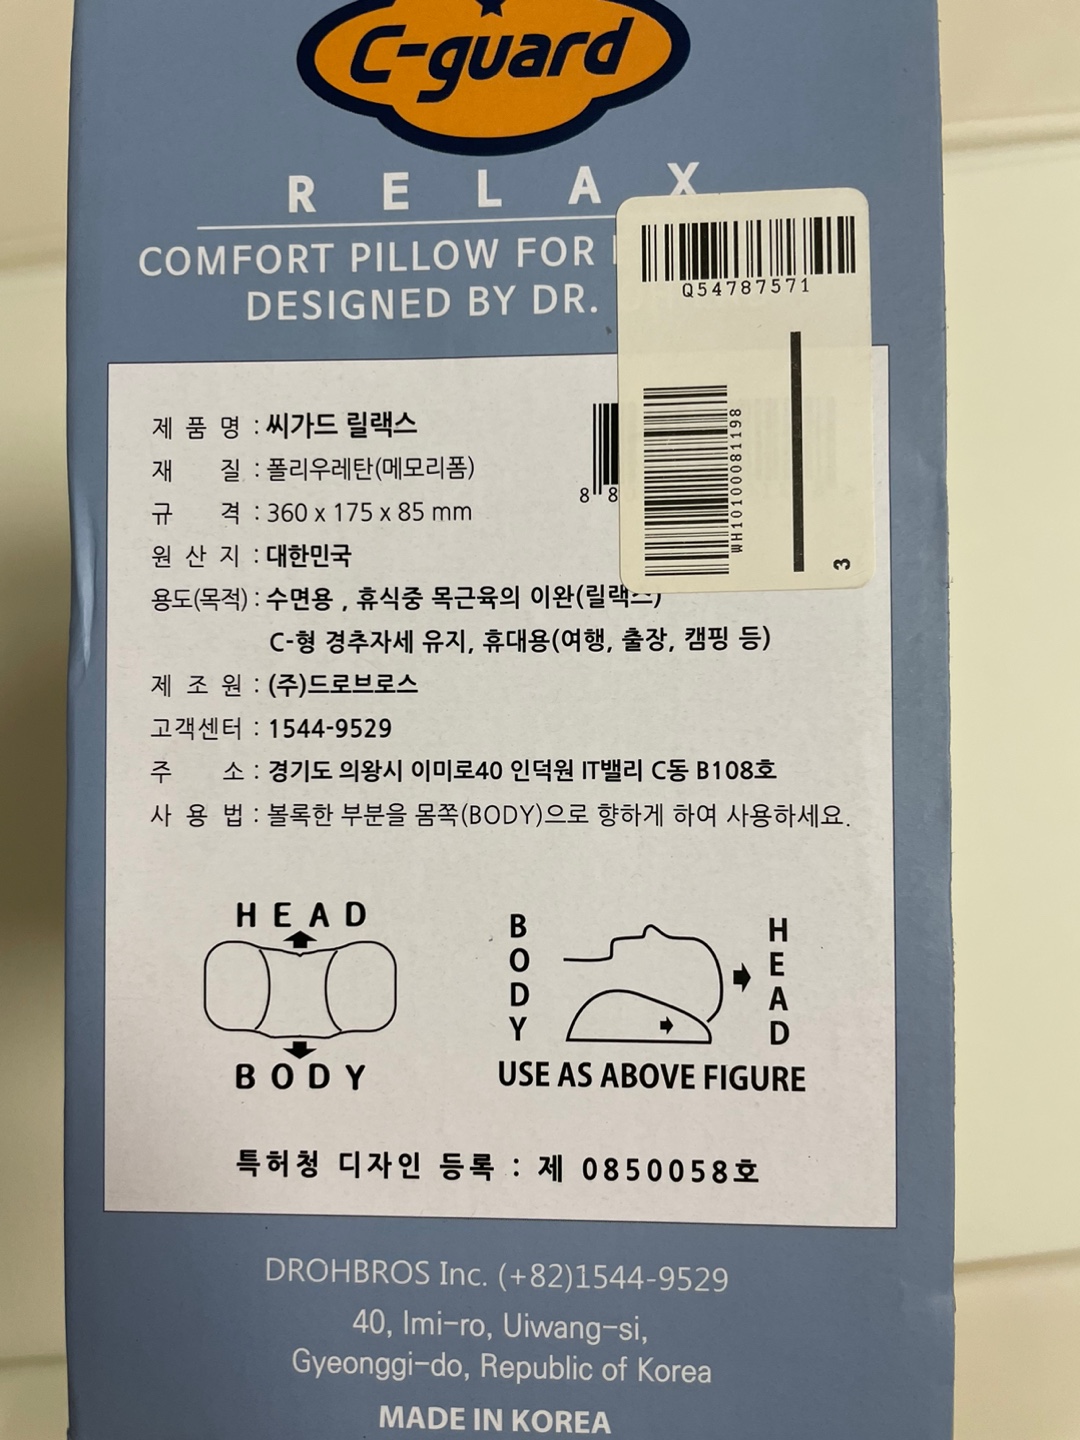 C-guard
RELAX
COMFORT PILLOW FOR
DESIGNED BY DR.
Q54787571
WH10100081198
3
8 8
제 품 명 : 씨가드 릴랙스
재 질 : 폴리우레탄(메모리폼)
규 격 : 360 x 175 x 85 mm
원 산 지 : 대한민국
용도(목적) : 수면용 , 휴식중 목근육의 이완(릴랙스)
C-형 경추자세 유지, 휴대용(여행, 출장, 캠핑 등)
제 조 원 : (주)드로브로스
고객센터 : 1544-9529
주 소 : 경기도 의왕시 이미로40 인덕원 IT밸리 C동 B108호
사 용 법 : 볼록한 부분을 몸쪽(BODY)으로 향하게 하여 사용하세요.
HEAD
BODY
BODY
HEAD
USE AS ABOVE FIGURE
특허청 디자인 등록 : 제 0850058호
DROHBROS Inc. (+82)1544-9529
40, Imi-ro, Uiwang-si,
Gyeonggi-do, Republic of Korea
MADE IN KOREA